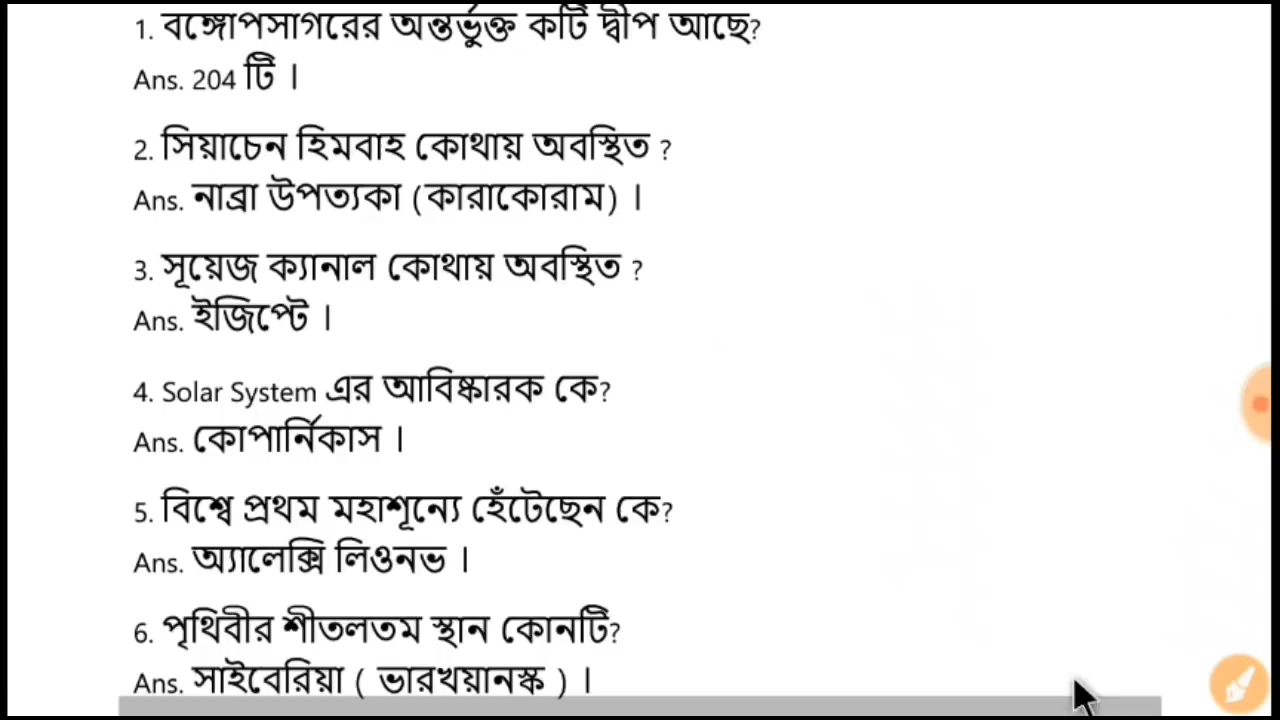 1. বঙ্গোপসাগরের অন্তর্ভুক্ত কটি দ্বীপ আছে?
Ans. 204 টি ।
2. সিয়াচেন হিমবাহ কোথায় অবস্থিত ?
Ans. নাব্রা উপত্যকা (কারাকোরাম) ।
3. সূয়েজ ক্যানাল কোথায় অবস্থিত ?
Ans. ইজিপ্টে ।
4. Solar System এর আবিষ্কারক কে?
Ans. কোপার্নিকাস ।
5. বিশ্বে প্রথম মহাশূন্যে হেঁটেছেন কে?
Ans. অ্যালেক্সি লিওনভ ।
6. পৃথিবীর শীতলতম স্থান কোনটি?
Ans. সাইবেরিয়া ( ভারখয়ানস্ক ) ।